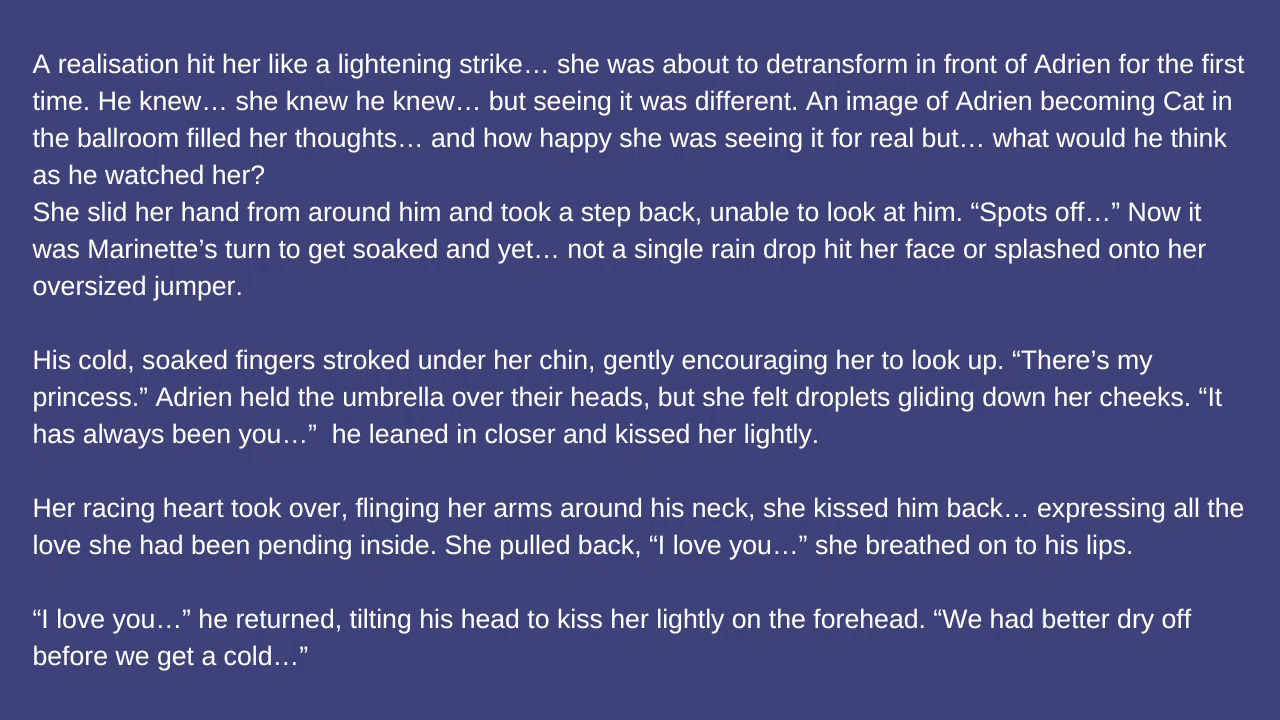 A realisation hit her like a lightening strike… she was about to detransform in front of Adrien for the first
time. He knew… she knew he knew… but seeing it was different. An image of Adrien becoming Cat in
the ballroom filled her thoughts… and how happy she was seeing it for real but… what would he think
as he watched her?
She slid her hand from around him and took a step back, unable to look at him. “Spots off…” Now it
was Marinette’s turn to get soaked and yet… not a single rain drop hit her face or splashed onto her
oversized jumper.
His cold, soaked fingers stroked under her chin, gently encouraging her to look up. “There’s my
princess.” Adrien held the umbrella over their heads, but she felt droplets gliding down her cheeks. “It
has always been you…”  he leaned in closer and kissed her lightly.
Her racing heart took over, flinging her arms around his neck, she kissed him back… expressing all the
love she had been pending inside. She pulled back, “I love you…” she breathed on to his lips.
“I love you…” he returned, tilting his head to kiss her lightly on the forehead. “We had better dry off
before we get a cold…”